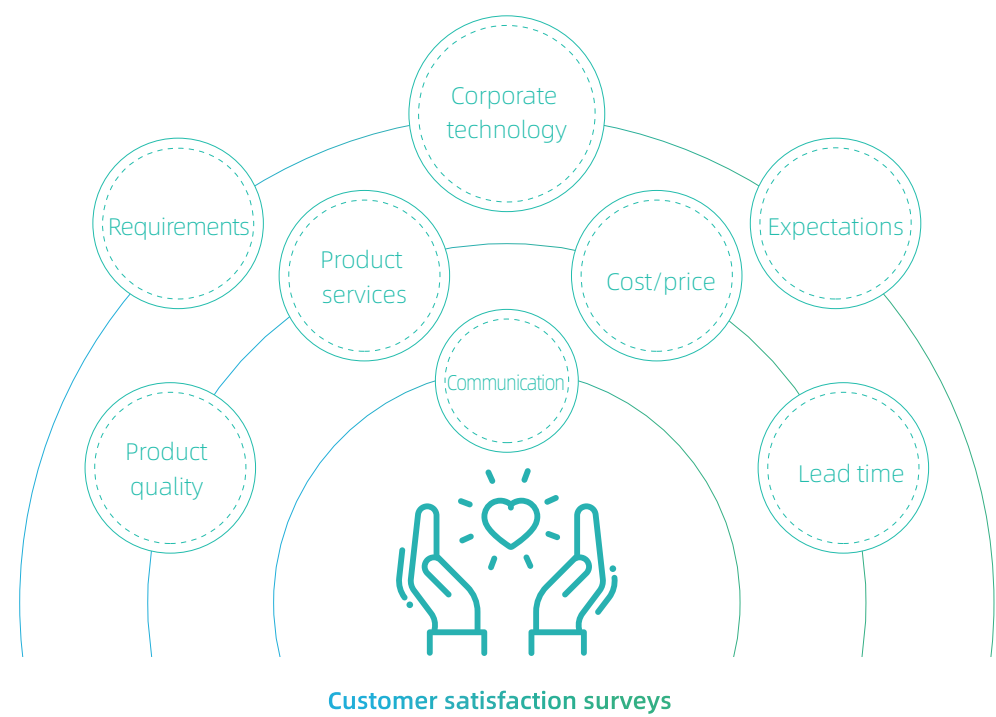 Corporate
technology
Requirements
Expectations
Product
services
Cost/price
Communication
Product
quality
Lead time
Customer satisfaction surveys